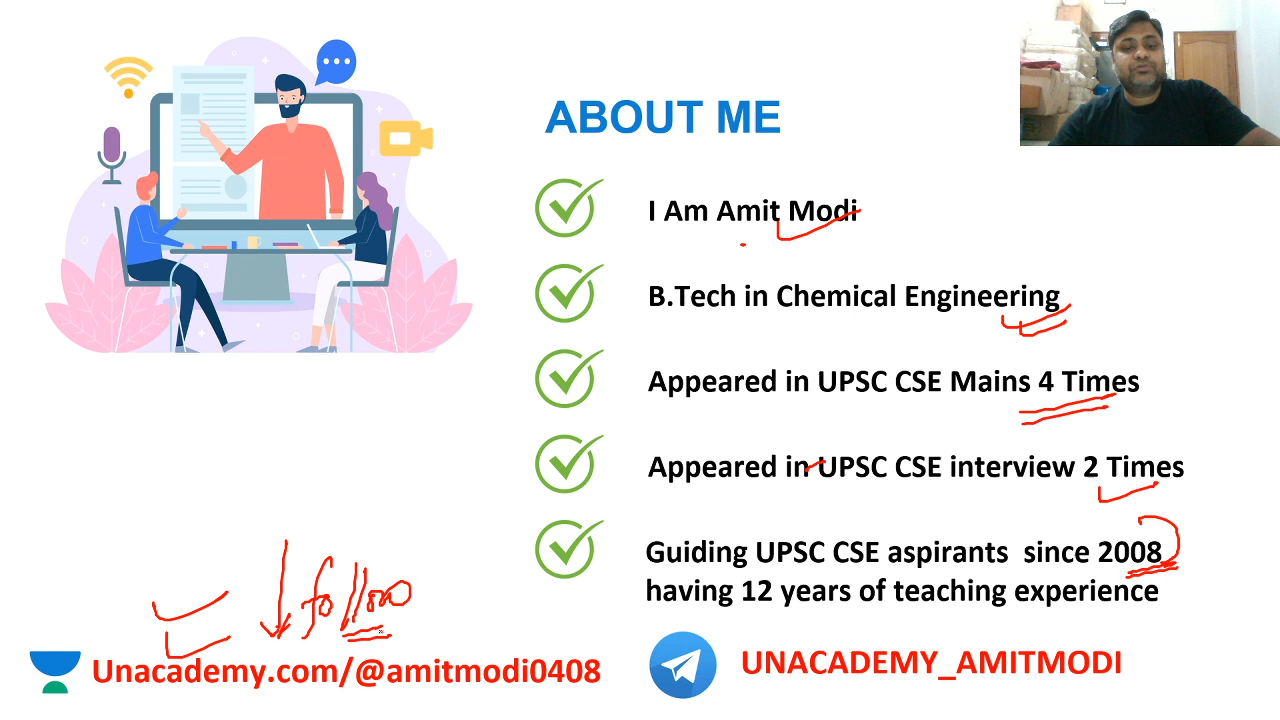 ABOUT ME
I Am Amit Modi
B.Tech in Chemical Engineering
Appeared in UPSC CSE Mains 4 Times
Appeared in UPSC CSE interview 2 Times
Guiding UPSC CSE aspirants since 2008
having 12 years of teaching experience
follow
Unacademy.com/@amitmodi0408
UNACADEMY_AMITMODI